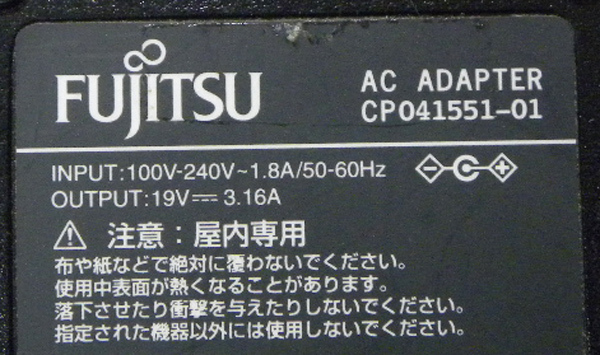 FUJITSU
AC ADAPTER
CP041551-01
INPUT:100V-240V~1.8A/50-60Hz
OUTPUT:19V⎓3.16A
⚠ 注意：屋内専用
布や紙などで絶対に覆わないでください。
使用中表面が熱くなることがあります。
落下させたり衝撃を与えたりしないでください。
指定された機器以外には使用しないでください。